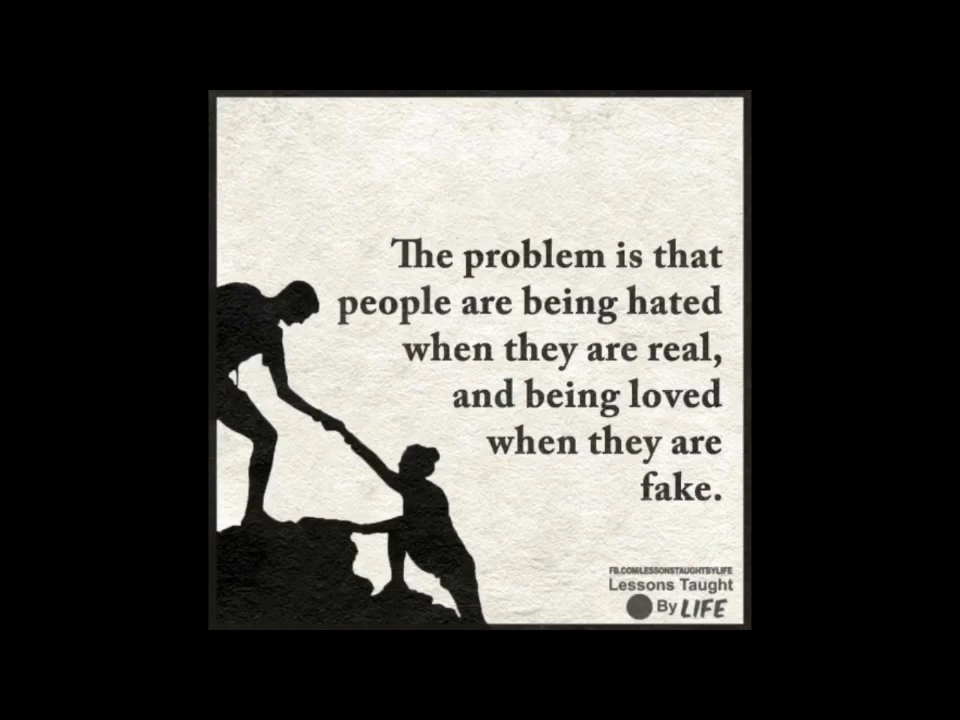 The problem is that
people are being hated
when they are real,
and being loved
when they are
fake.
FB.COM/LESSONSTAUGHTBYLIFE
Lessons Taught
By LIFE